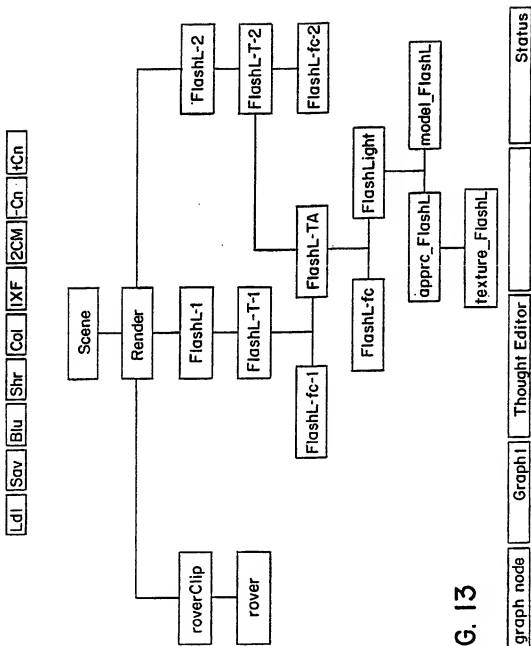 Ldl Sav Blu Shr Col IXF 2CM -Cn +Cn
Scene
Render
roverClip
rover
FlashL-1
FlashL-T-1
FlashL-fc-1
FlashL-2
FlashL-T-2
FlashL-fc-2
FlashL-TA
FlashL-fc
FlashLight
apprc_FlashL
model_FlashL
texture_FlashL
G. 13
graph node Graph1 Thought Editor Status